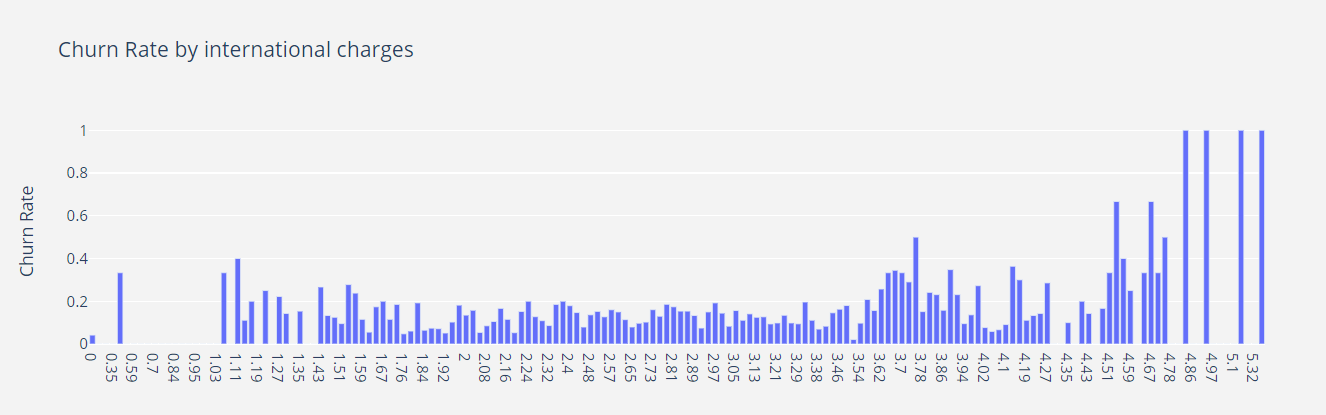 Churn Rate by international charges
Churn Rate
1
0.8
0.6
0.4
0.2
0
0 0.35 0.59 0.7 0.84 0.95 1.03 1.11 1.19 1.27 1.35 1.43 1.51 1.59 1.67 1.76 1.84 1.92 2 2.08 2.16 2.24 2.32 2.4 2.48 2.57 2.65 2.73 2.81 2.89 2.97 3.05 3.13 3.21 3.29 3.38 3.46 3.54 3.62 3.7 3.78 3.86 3.94 4.02 4.1 4.19 4.27 4.35 4.43 4.51 4.59 4.67 4.78 4.86 4.97 5.1 5.32